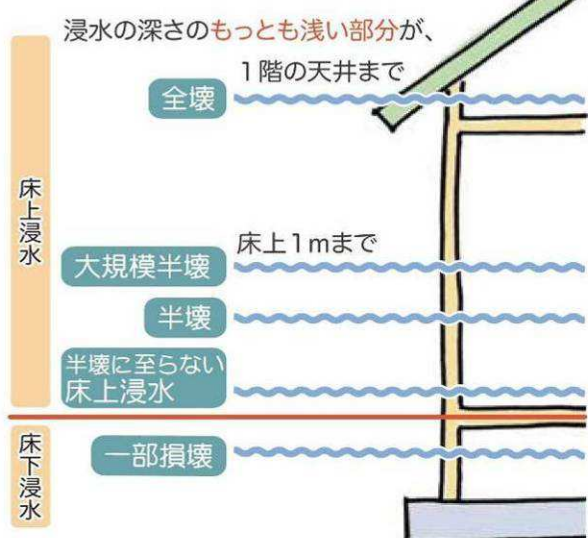 浸水の深さのもっとも浅い部分が、
1階の天井まで
全壊
床上浸水
床上1mまで
大規模半壊
半壊
半壊に至らない
床上浸水
床下浸水
一部損壊